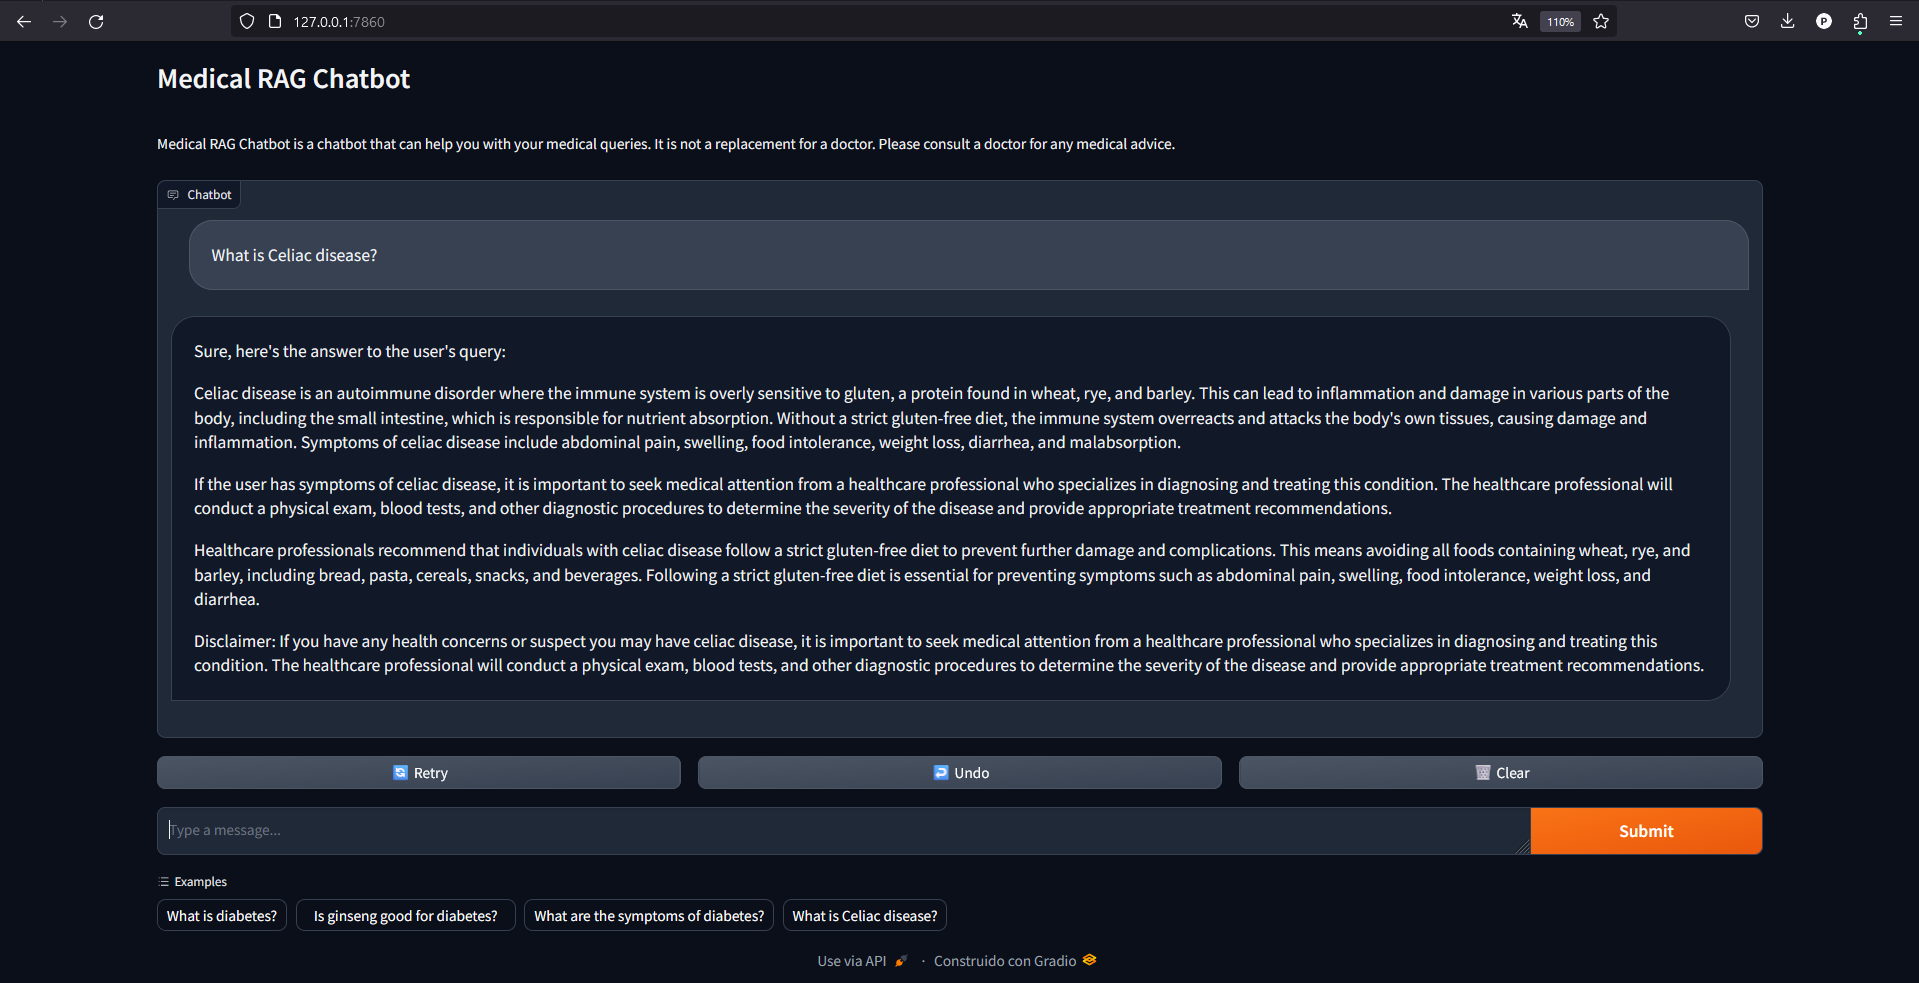 127.0.0.1:7860
110%
P
Medical RAG Chatbot
Medical RAG Chatbot is a chatbot that can help you with your medical queries. It is not a replacement for a doctor. Please consult a doctor for any medical advice.
Chatbot
What is Celiac disease?
Sure, here's the answer to the user's query:
Celiac disease is an autoimmune disorder where the immune system is overly sensitive to gluten, a protein found in wheat, rye, and barley. This can lead to inflammation and damage in various parts of the
body, including the small intestine, which is responsible for nutrient absorption. Without a strict gluten-free diet, the immune system overreacts and attacks the body's own tissues, causing damage and
inflammation. Symptoms of celiac disease include abdominal pain, swelling, food intolerance, weight loss, diarrhea, and malabsorption.
If the user has symptoms of celiac disease, it is important to seek medical attention from a healthcare professional who specializes in diagnosing and treating this condition. The healthcare professional will
conduct a physical exam, blood tests, and other diagnostic procedures to determine the severity of the disease and provide appropriate treatment recommendations.
Healthcare professionals recommend that individuals with celiac disease follow a strict gluten-free diet to prevent further damage and complications. This means avoiding all foods containing wheat, rye, and
barley, including bread, pasta, cereals, snacks, and beverages. Following a strict gluten-free diet is essential for preventing symptoms such as abdominal pain, swelling, food intolerance, weight loss, and
diarrhea.
Disclaimer: If you have any health concerns or suspect you may have celiac disease, it is important to seek medical attention from a healthcare professional who specializes in diagnosing and treating this
condition. The healthcare professional will conduct a physical exam, blood tests, and other diagnostic procedures to determine the severity of the disease and provide appropriate treatment recommendations.
Retry
Undo
Clear
Type a message...
Submit
Examples
What is diabetes?
Is ginseng good for diabetes?
What are the symptoms of diabetes?
What is Celiac disease?
Use via API · Construido con Gradio